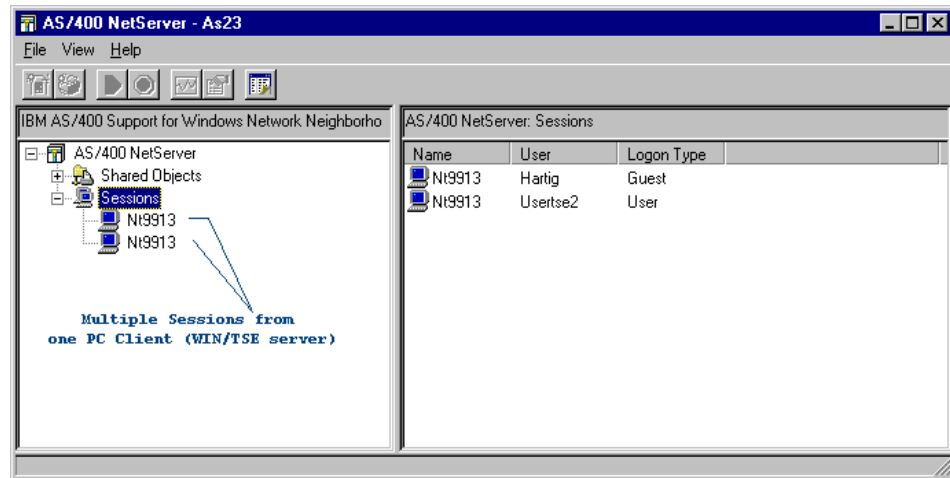 AS/400 NetServer - As23
File View Help
IBM AS/400 Support for Windows Network Neighborho
AS/400 NetServer: Sessions
AS/400 NetServer
Shared Objects
Sessions
Nt9913
Nt9913
Multiple Sessions from
one PC Client (WIN/TSE server)
Name User Logon Type
Nt9913 Hartig Guest
Nt9913 Usertse2 User